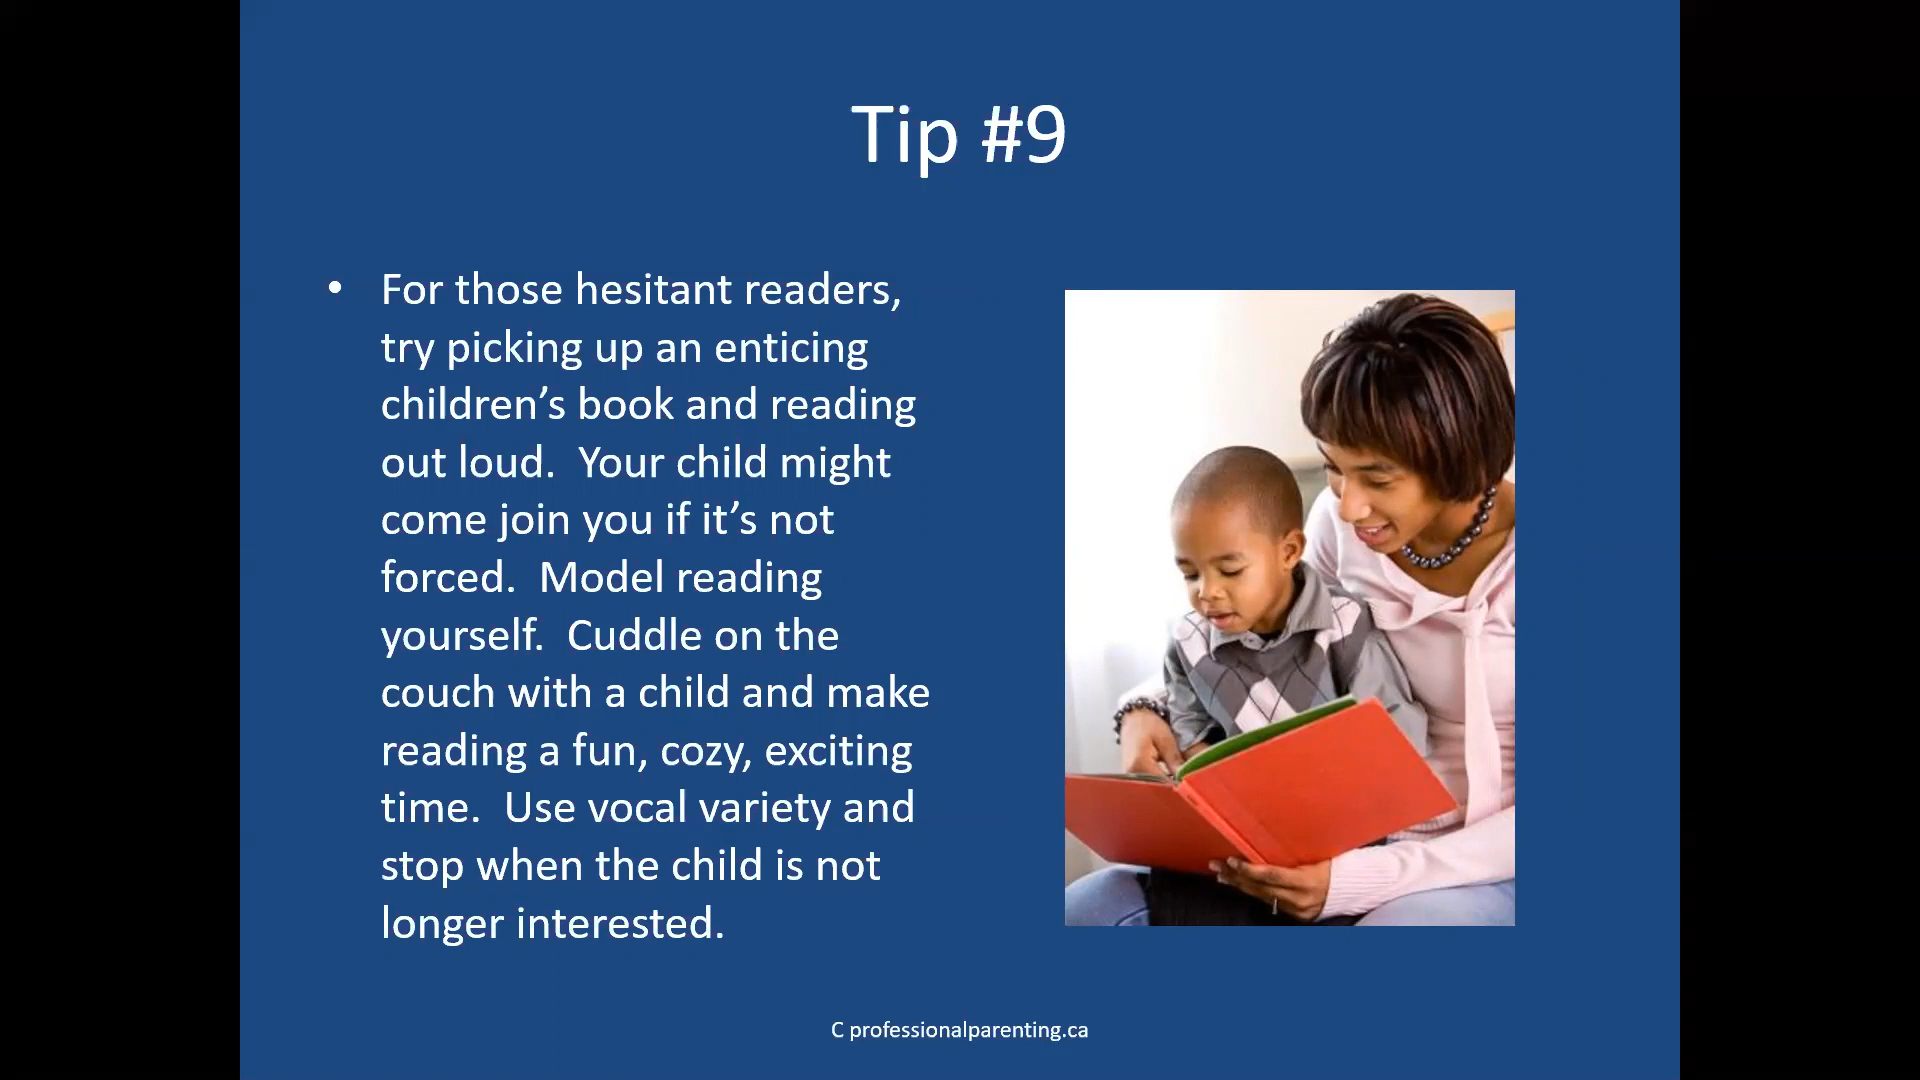 Tip #9
• For those hesitant readers,
try picking up an enticing
children’s book and reading
out loud.  Your child might
come join you if it’s not
forced.  Model reading
yourself.  Cuddle on the
couch with a child and make
reading a fun, cozy, exciting
time.  Use vocal variety and
stop when the child is not
longer interested.
C professionalparenting.ca